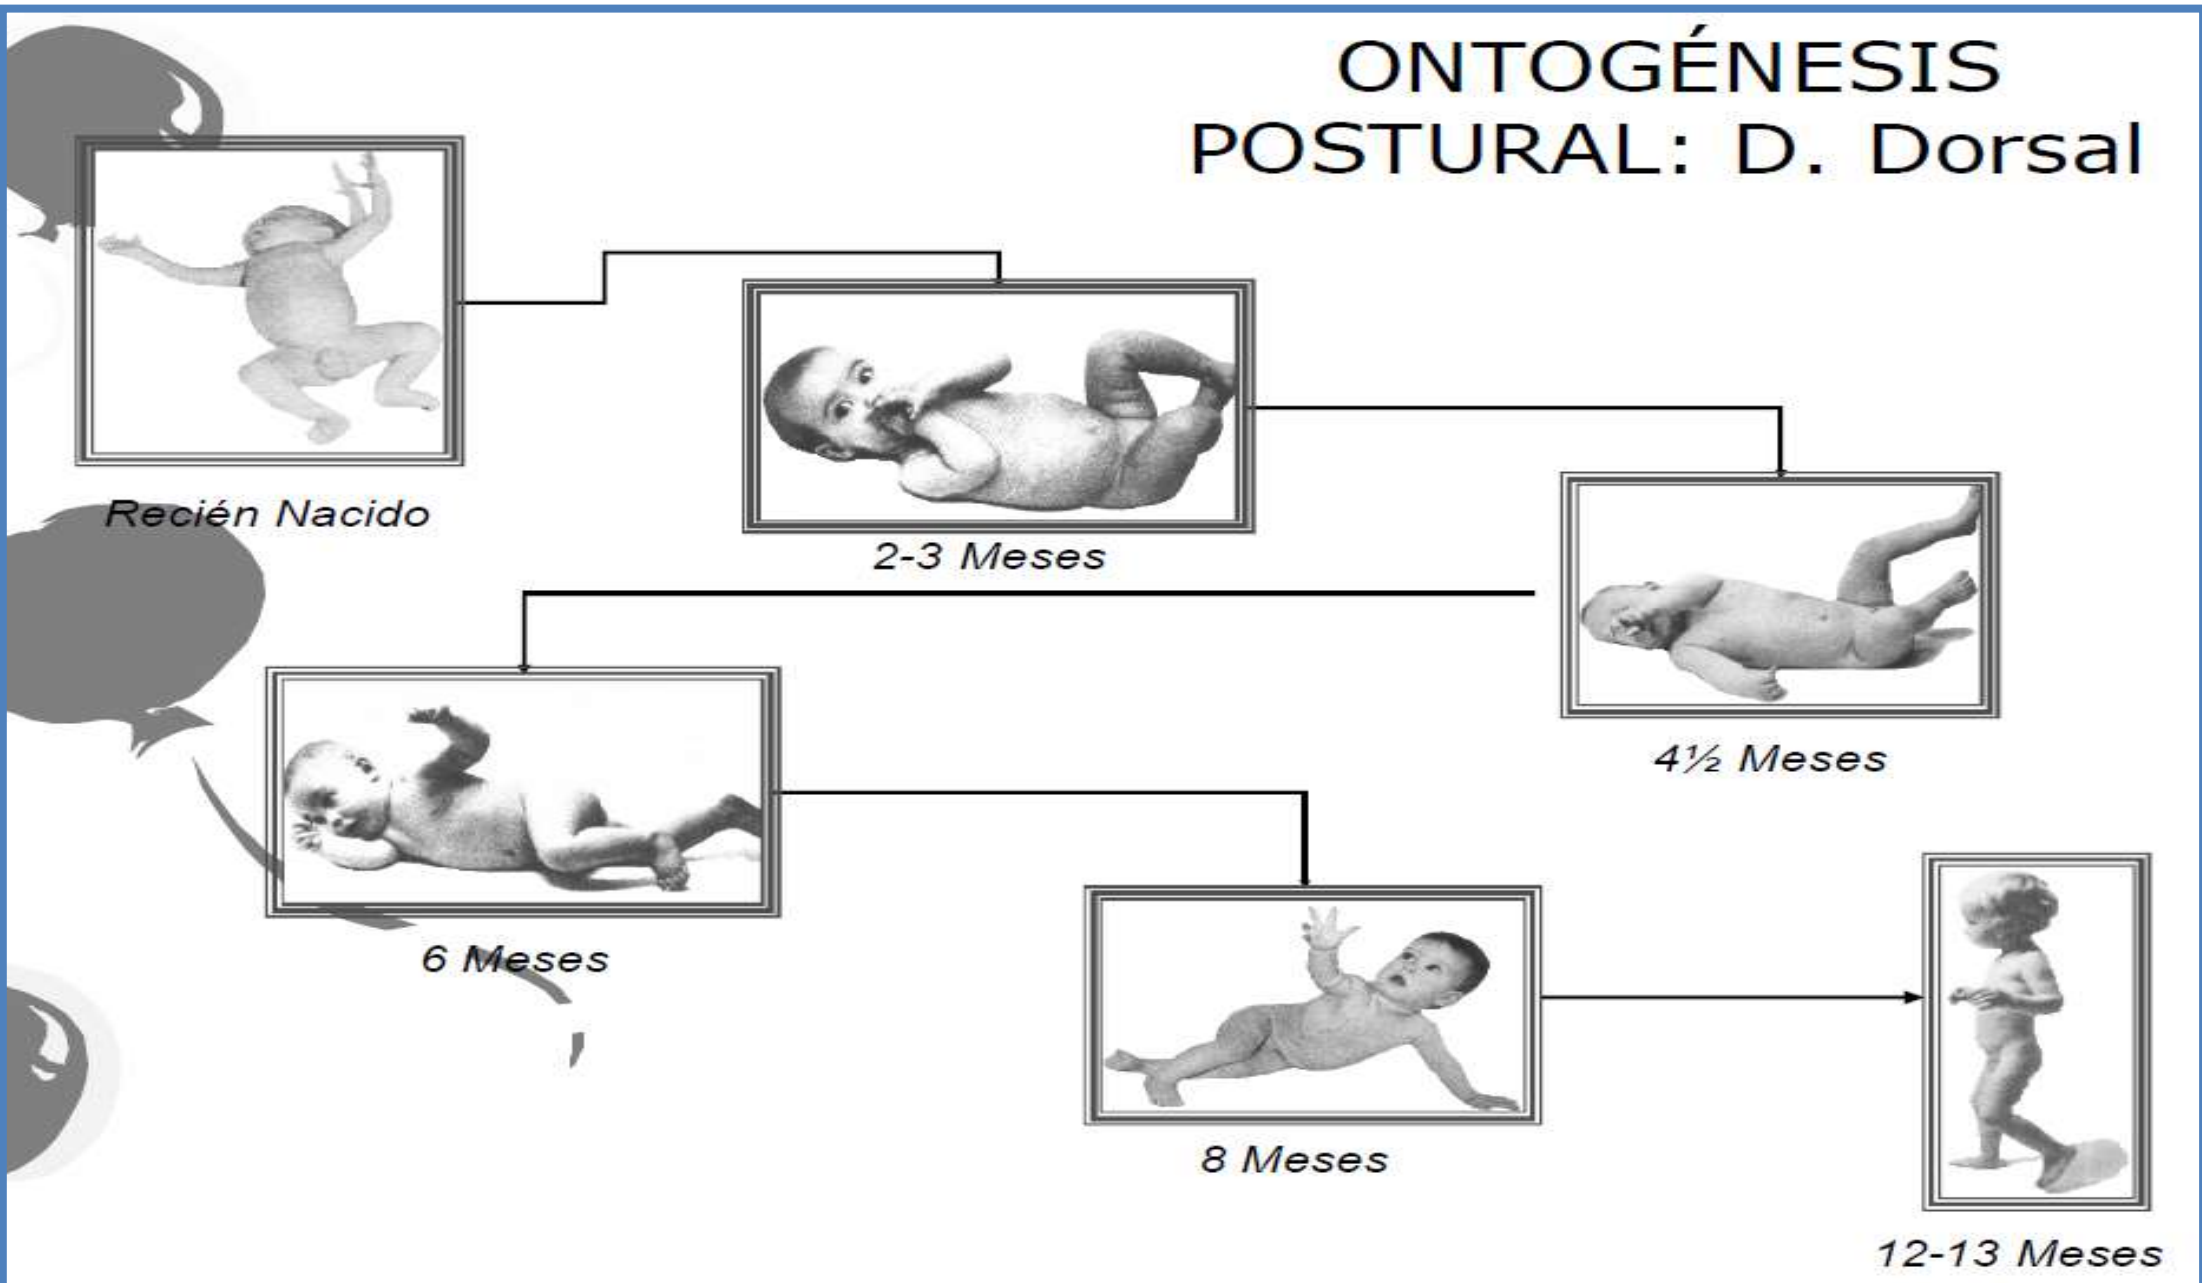 ONTOGÉNESIS
POSTURAL: D. Dorsal
Recién Nacido
2-3 Meses
4½ Meses
6 Meses
8 Meses
12-13 Meses